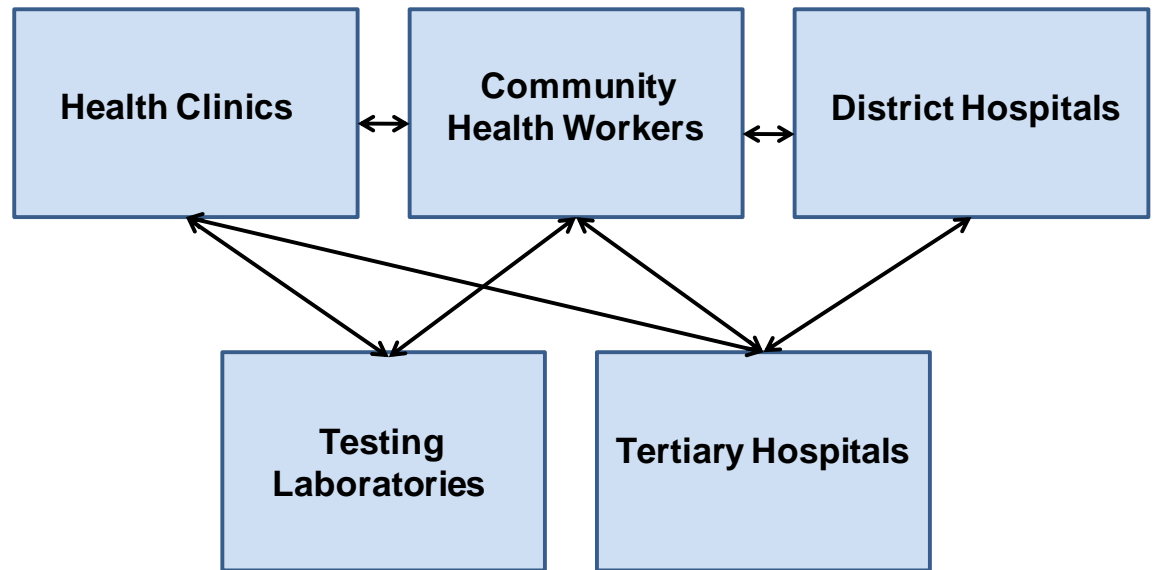 Health Clinics
Community
Health Workers
District Hospitals
Testing
Laboratories
Tertiary Hospitals